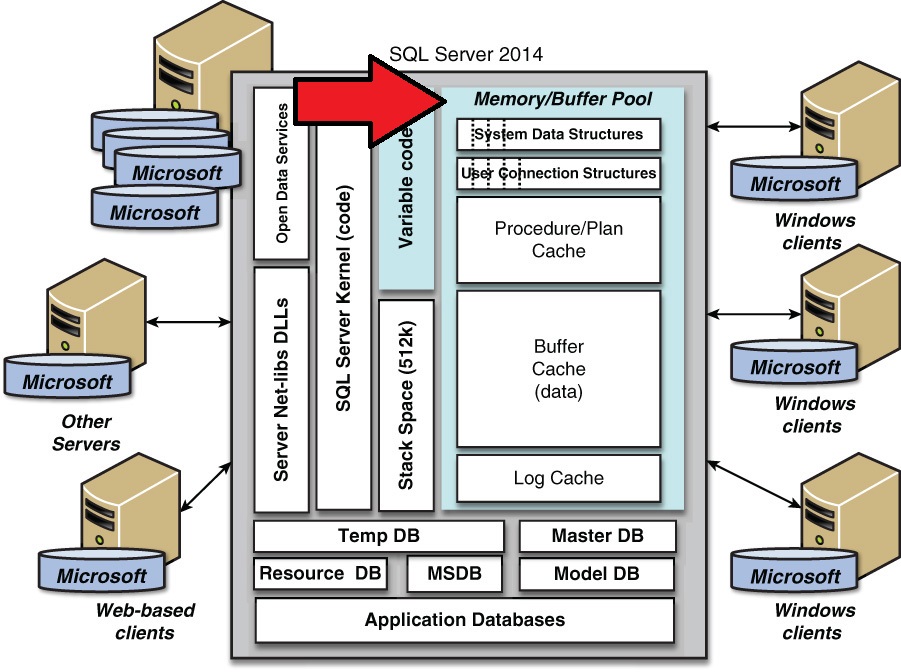 SQL Server 2014
Microsoft
Microsoft
Open Data Services
Server Net-libs DLLs
SQL Server Kernel (code)
Variable code
Stack Space (512k)
Memory/Buffer Pool
System Data Structures
User Connection Structures
Procedure/Plan
Cache
Buffer
Cache
(data)
Log Cache
Temp DB
Master DB
Resource DB
MSDB
Model DB
Application Databases
Microsoft
Other
Servers
Microsoft
Web-based
clients
Microsoft
Windows
clients
Microsoft
Windows
clients
Microsoft
Windows
clients